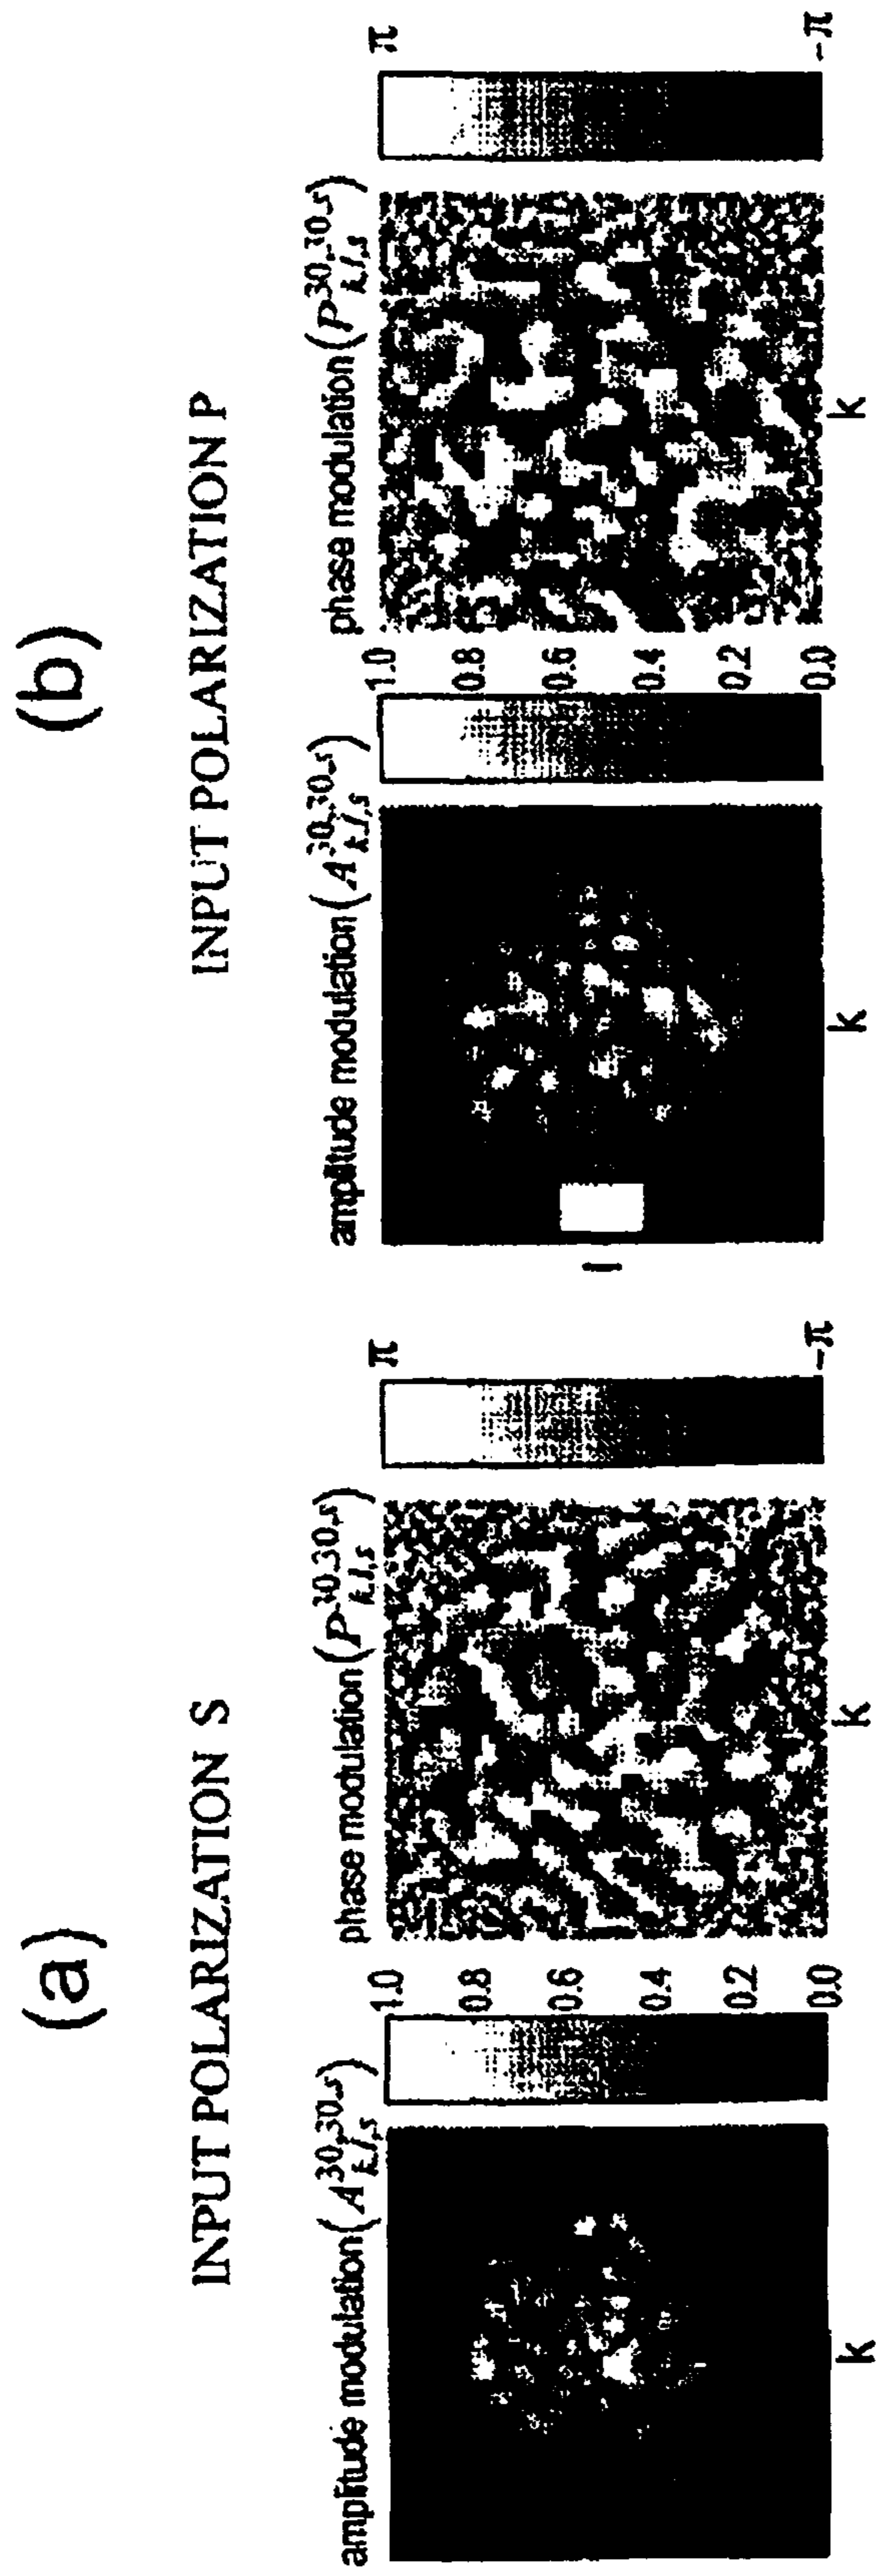 (a)
INPUT POLARIZATION S
amplitude modulation(A^{30,30,s}_{k,l,s})
1.0
0.8
0.6
0.4
0.2
0.0
k
phase modulation(P^{30,30,s}_{k,l,s})
π
-π
k
(b)
INPUT POLARIZATION P
amplitude modulation(A^{30,30,s}_{k,l,s})
1.0
0.8
0.6
0.4
0.2
0.0
l
k
phase modulation(P^{30,30,s}_{k,l,s})
π
-π
k